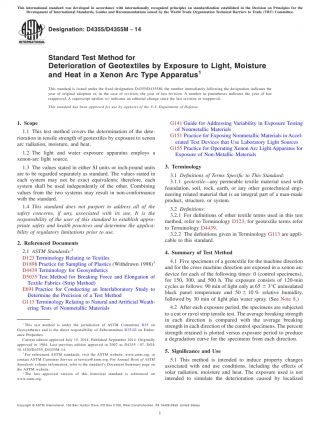 This international standard was developed in accordance with internationally recognized principles on standardization established in the Decision on Principles for the
Development of International Standards, Guides and Recommendations issued by the World Trade Organization Technical Barriers to Trade (TBT) Committee.
Designation: D4355/D4355M – 14
Standard Test Method for
Deterioration of Geotextiles by Exposure to Light, Moisture
and Heat in a Xenon Arc Type Apparatus1
This standard is issued under the fixed designation D4355/D4355M; the number immediately following the designation indicates the
year of original adoption or, in the case of revision, the year of last revision. A number in parentheses indicates the year of last
reapproval. A superscript epsilon (ε) indicates an editorial change since the last revision or reapproval.
This standard has been approved for use by agencies of the U.S. Department of Defense.
1. Scope
1.1 This test method covers the determination of the dete-
rioration in tensile strength of geotextiles by exposure to xenon
arc radiation, moisture, and heat.
1.2 The light and water exposure apparatus employs a
xenon-arc light source.
1.3 The values stated in either SI units or inch-pound units
are to be regarded separately as standard. The values stated in
each system may not be exact equivalents; therefore, each
system shall be used independently of the other. Combining
values from the two systems may result in non-conformance
with the standard.
1.4 This standard does not purport to address all of the
safety concerns, if any, associated with its use. It is the
responsibility of the user of this standard to establish appro-
priate safety and health practices and determine the applica-
bility of regulatory limitations prior to use.
2. Referenced Documents
2.1 ASTM Standards:2
D123 Terminology Relating to Textiles
D1898 Practice for Sampling of Plastics (Withdrawn 1998)3
D4439 Terminology for Geosynthetics
D5035 Test Method for Breaking Force and Elongation of
Textile Fabrics (Strip Method)
E691 Practice for Conducting an Interlaboratory Study to
Determine the Precision of a Test Method
G113 Terminology Relating to Natural and Artificial Weath-
ering Tests of Nonmetallic Materials
1 This test method is under the jurisdiction of ASTM Committee D35 on
Geosynthetics and is the direct responsibility of Subcommittee D35.02 on Endur-
ance Properties.
Current edition approved July 15, 2014. Published September 2014. Originally
approved in 1984. Last previous edition approved in 2007 as D4355 – 07. DOI:
2 For referenced ASTM standards, visit the ASTM website, www.astm.org, or
contact ASTM Customer Service at service@astm.org. For Annual Book of ASTM
Standards volume information, refer to the standard's Document Summary page on
the ASTM website.
3 The last approved version of this historical standard is referenced on
www.astm.org.
G141 Guide for Addressing Variability in Exposure Testing
of Nonmetallic Materials
G151 Practice for Exposing Nonmetallic Materials in Accel-
erated Test Devices that Use Laboratory Light Sources
G155 Practice for Operating Xenon Arc Light Apparatus for
Exposure of Non-Metallic Materials
3. Terminology
3.1 Definitions of Terms Specific to This Standard:
3.1.1 geotextile—any permeable textile material used with
foundation, soil, rock, earth, or any other geotechnical engi-
neering related material that is an integral part of a man-made
product, structure, or system.
3.2 Definitions:
3.2.1 For definitions of other textile terms used in this test
method, refer to Terminology D123, for geotextile terms refer
to Terminology D4439.
3.2.2 The definitions given in Terminology G113 are appli-
cable to this standard.
4. Summary of Test Method
4.1 Five specimens of a geotextile for the machine direction
and for the cross machine direction are exposed in a xenon arc
device for each of the following times: 0 (control specimens),
for 150, 300, and 500 h. The exposure consists of 120-min
cycles as follows: 90 min of light only at 65 ± 3°C uninsulated
black panel temperature and 50 ± 10 % relative humidity,
followed by 30 min of light plus water spray. (See Note 8.)
4.2 After each exposure period, the specimens are subjected
to a cut or ravel strip tensile test. The average breaking strength
in each direction is compared with the average breaking
strength in each direction of the control specimens. The percent
strength retained is plotted versus exposure period to produce
a degradation curve for the specimens from each direction.
5. Significance and Use
5.1 This method is intended to induce property changes
associated with end use conditions, including the effects of
solar radiation, moisture and heat. The exposure used is not
intended to simulate the deterioration caused by localized
Copyright © ASTM International, 100 Barr Harbor Drive, PO Box C700, West Conshohocken, PA 19428-2959. United States
1